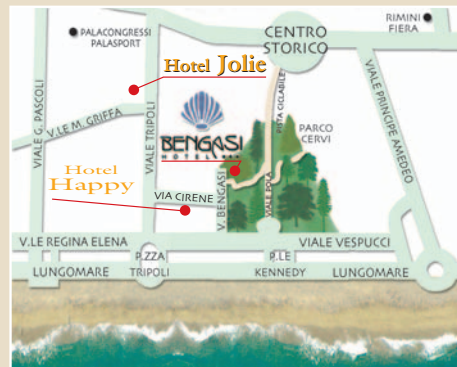 PALACONGRESSI
PALASPORT
CENTRO
STORICO
RIMINI
FIERA
Hotel Jolie
VIALE G. PASCOLI
V.LE M. GRIFFA
VIALE TRIPOLI
BENGASI
HOTEL ★★★
PISTA CICLABILE
PARCO
CERVI
VIALE PRINCIPE AMEDEO
Hotel
Happy
VIA CIRENE
V. BENGASI
VIALE POLA
V.LE REGINA ELENA
VIALE VESPUCCI
LUNGOMARE
P.ZZA
TRIPOLI
P.LE
KENNEDY
LUNGOMARE